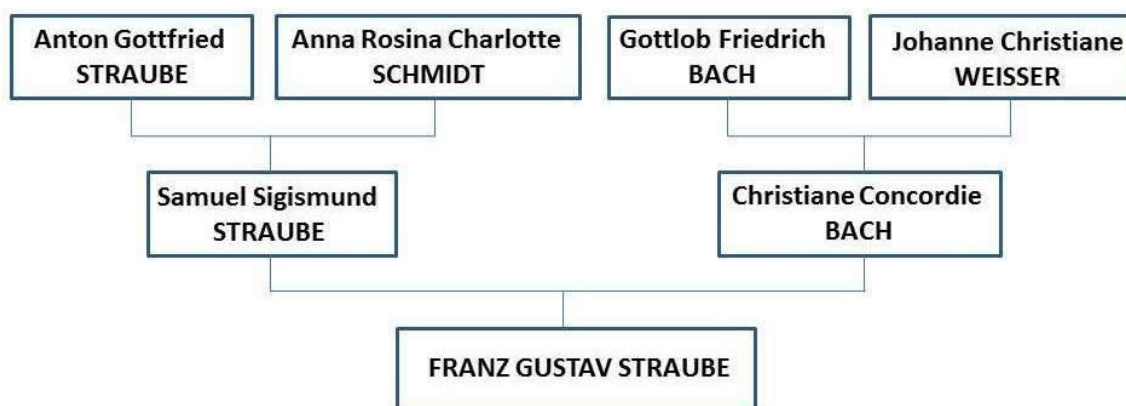 Anton Gottfried
STRAUBE
Anna Rosina Charlotte
SCHMIDT
Gottlob Friedrich
BACH
Johanne Christiane
WEISSER
Samuel Sigismund
STRAUBE
Christiane Concordie
BACH
FRANZ GUSTAV STRAUBE